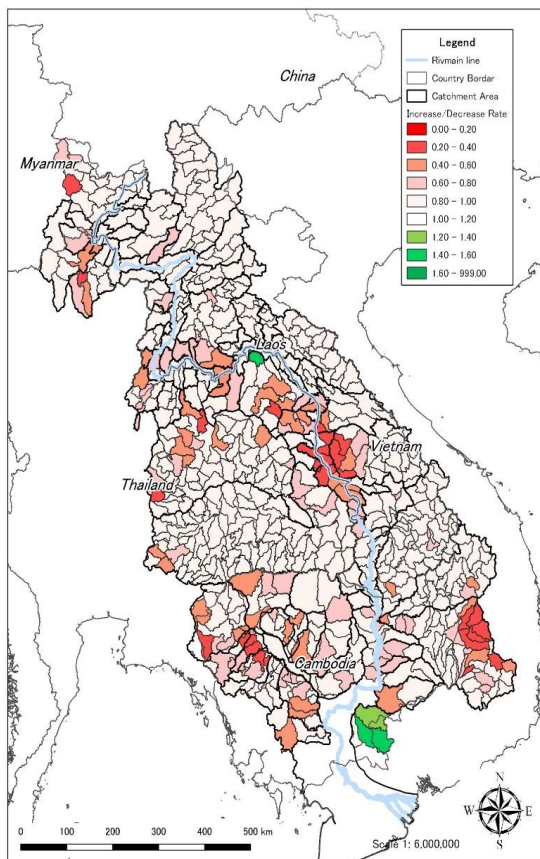 China
Legend
Rivmain line
Country Bordar
Catchment Area
Increase/Decrease Rate
0.00 - 0.20
0.20 - 0.40
0.40 - 0.60
0.60 - 0.80
0.80 - 1.00
1.00 - 1.20
1.20 - 1.40
1.40 - 1.60
1.60 - 999.00
Myanmar
Laos
Vietnam
Thailand
Cambodia
N
W
E
S
0 100 200 300 400 500 km
Scale 1: 6,000,000